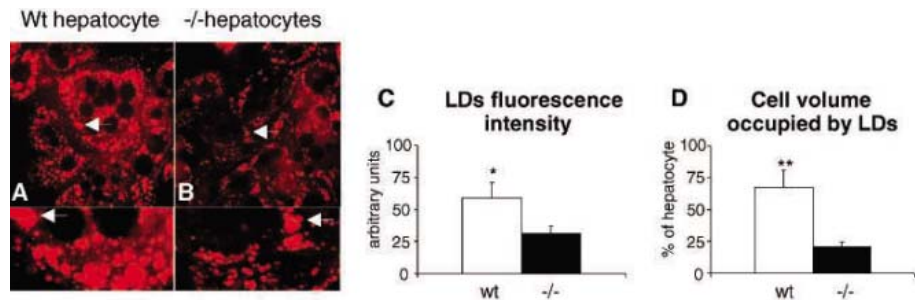 Wt hepatocyte -/-hepatocytes
A B
C LDs fluorescence
intensity
arbitrary units
100
75
50
25
0
*
wt -/-
D Cell volume
occupied by LDs
% of hepatocyte
100
75
50
25
0
**
wt -/-